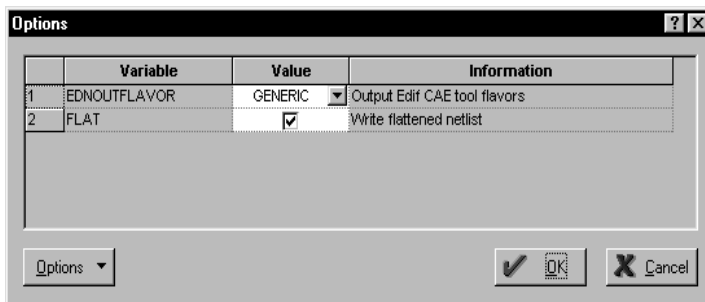 Options
Variable Value Information
1 EDNOUTFLAVOR GENERIC Output Edif CAE tool flavors
2 FLAT Write flattened netlist
Options OK Cancel